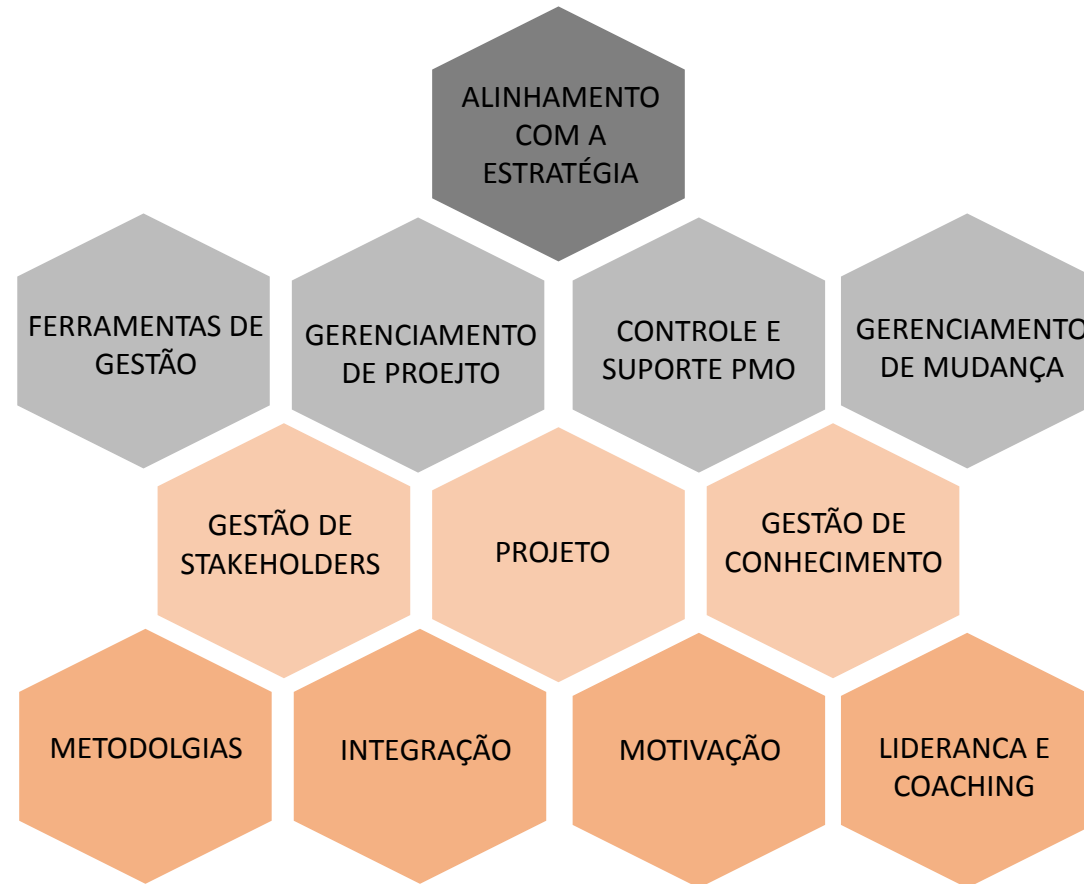 ALINHAMENTO
COM A
ESTRATÉGIA
FERRAMENTAS DE
GESTÃO
GERENCIAMENTO
DE PROEJTO
CONTROLE E
SUPORTE PMO
GERENCIAMENTO
DE MUDANÇA
GESTÃO DE
STAKEHOLDERS
PROJETO
GESTÃO DE
CONHECIMENTO
METODOLGIAS
INTEGRAÇÃO
MOTIVAÇÃO
LIDERANCA E
COACHING